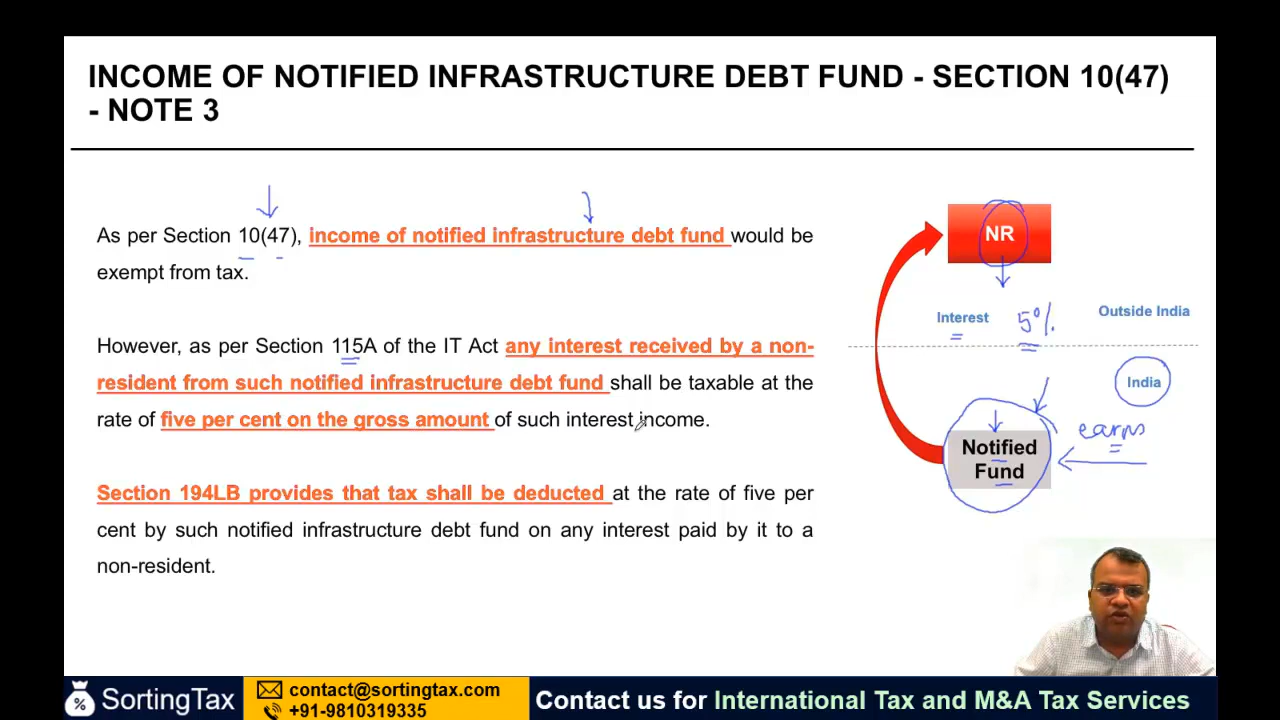 INCOME OF NOTIFIED INFRASTRUCTURE DEBT FUND - SECTION 10(47)
- NOTE 3
As per Section 10(47), income of notified infrastructure debt fund would be
exempt from tax.
However, as per Section 115A of the IT Act any interest received by a non-
resident from such notified infrastructure debt fund shall be taxable at the
rate of five per cent on the gross amount of such interest income.
Section 194LB provides that tax shall be deducted at the rate of five per
cent by such notified infrastructure debt fund on any interest paid by it to a
non-resident.
NR
Interest 5%. Outside India
India
earns
Notified
Fund
% SortingTax
contact@sortingtax.com
+91-9810319335
Contact us for International Tax and M&A Tax Services